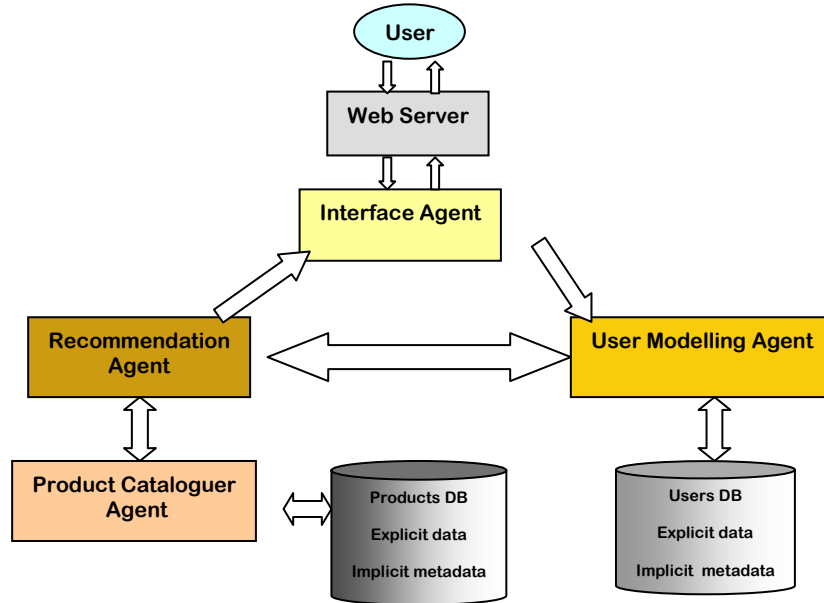 User
Web Server
Interface Agent
Recommendation
Agent
User Modelling Agent
Product Cataloguer
Agent
Products DB
Explicit data
Implicit metadata
Users DB
Explicit data
Implicit metadata